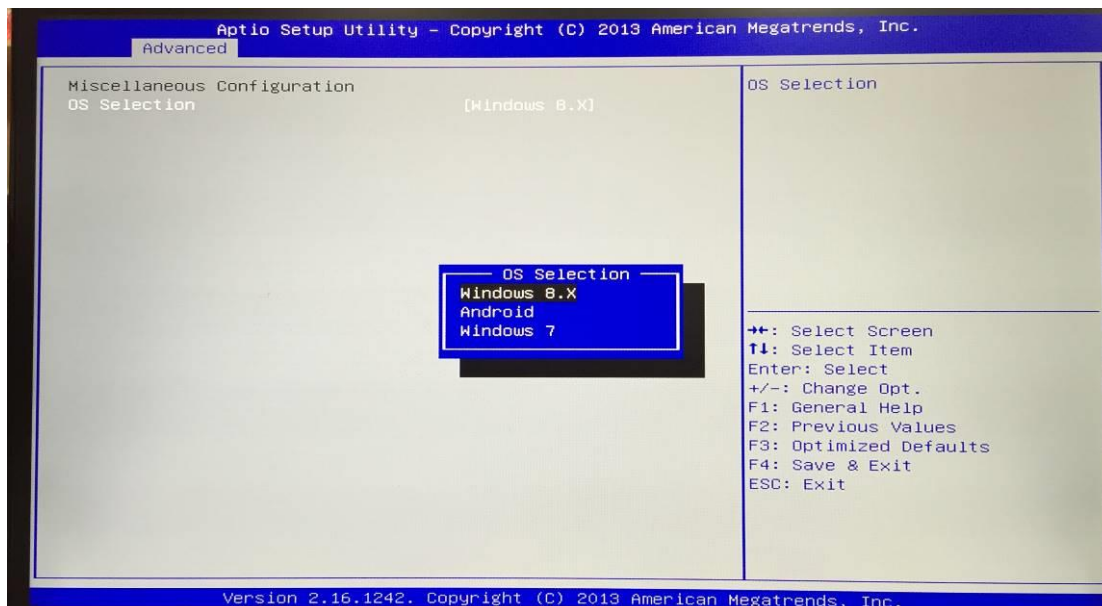 Aptio Setup Utility – Copyright (C) 2013 American Megatrends, Inc.
Advanced
Miscellaneous Configuration
OS Selection [Windows 8.X]
OS Selection
OS Selection
Windows 8.X
Android
Windows 7
→←: Select Screen
↑↓: Select Item
Enter: Select
+/-: Change Opt.
F1: General Help
F2: Previous Values
F3: Optimized Defaults
F4: Save & Exit
ESC: Exit
Version 2.16.1242. Copyright (C) 2013 American Megatrends, Inc.